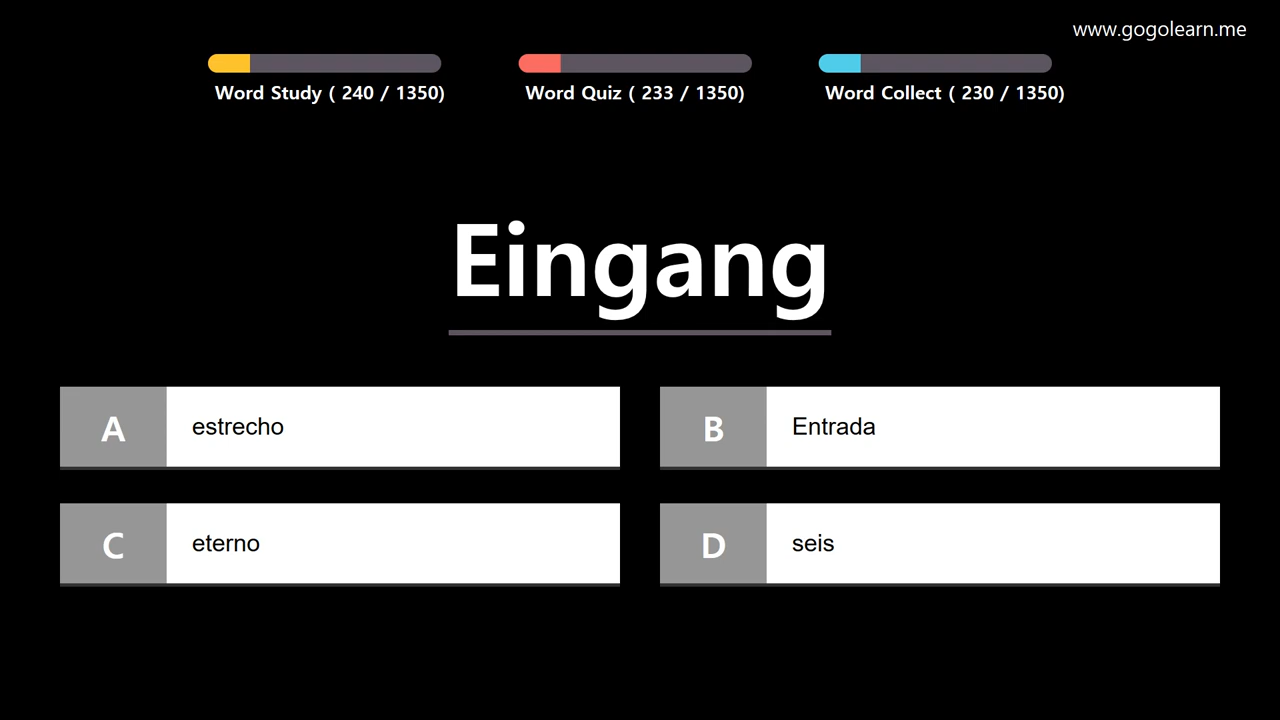 www.gogolearn.me
Word Study ( 240 / 1350)
Word Quiz ( 233 / 1350)
Word Collect ( 230 / 1350)
Eingang
A
estrecho
B
Entrada
C
eterno
D
seis